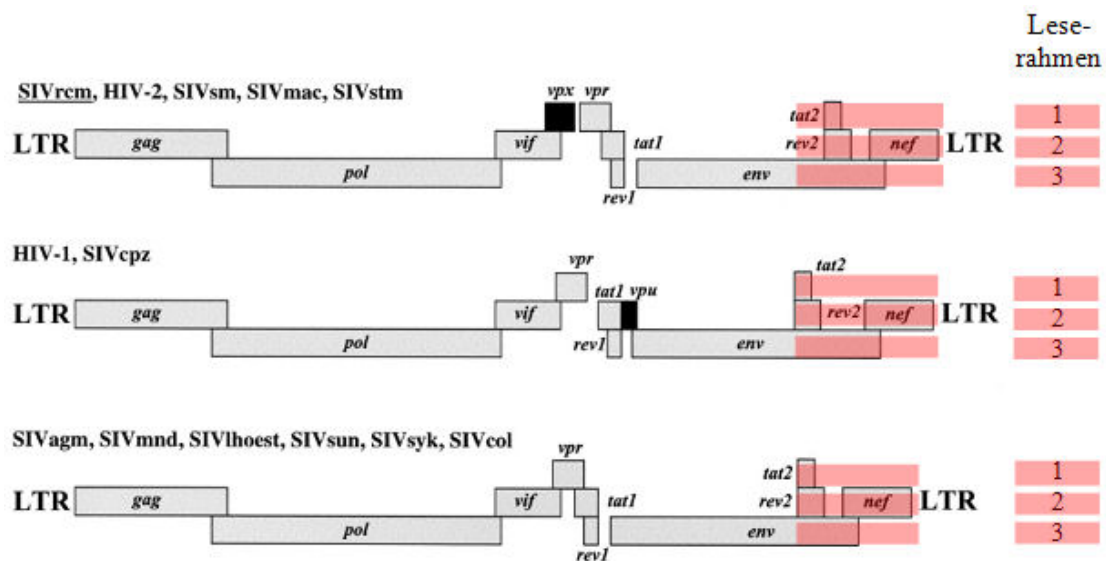 Lese-
rahmen
SIVrcm, HIV-2, SIVsm, SIVmac, SIVstm
vpx vpr
tat2 1
LTR gag vif rev2 tat1 nef LTR 2
pol env 3
rev1
HIV-1, SIVcpz
vpr tat2
1
LTR gag vif tat1 vpu rev2 nef LTR 2
pol rev1 env 3
SIVagm, SIVmnd, SIVlhoest, SIVsun, SIVsyk, SIVcol
vpr
tat2 1
LTR gag vif tat1 rev2 nef LTR 2
pol env 3
rev1